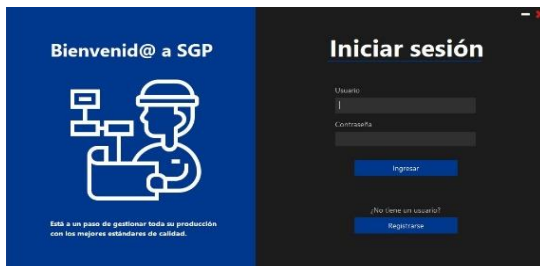 Bienvenid@ a SGP
Está a un paso de gestionar toda su producción
con los mejores estándares de calidad.
Iniciar sesión
Usuario
Contraseña
Ingresar
¿No tiene un usuario?
Registrarse